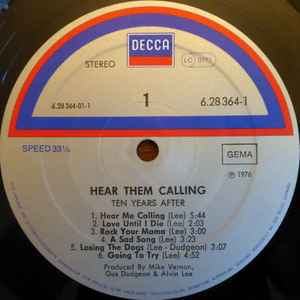 DECCA
STEREO
LC 0193
6.28 364-01-1
1
6.28 364-1
SPEED 33⅓
GEMA
℗ 1976
HEAR THEM CALLING
TEN YEARS AFTER
1. Hear Me Calling (Lee) 5:44
2. Love Until I Die (Lee) 2:03
3. Rock Your Mama (Lee) 3:00
4. A Sad Song (Lee) 3:22
5. Losing The Dogs (Lee - Dudgeon) 3:07
6. Going To Try (Lee) 4:52
Produced By Mike Vernon,
Gus Dudgeon & Alvin Lee